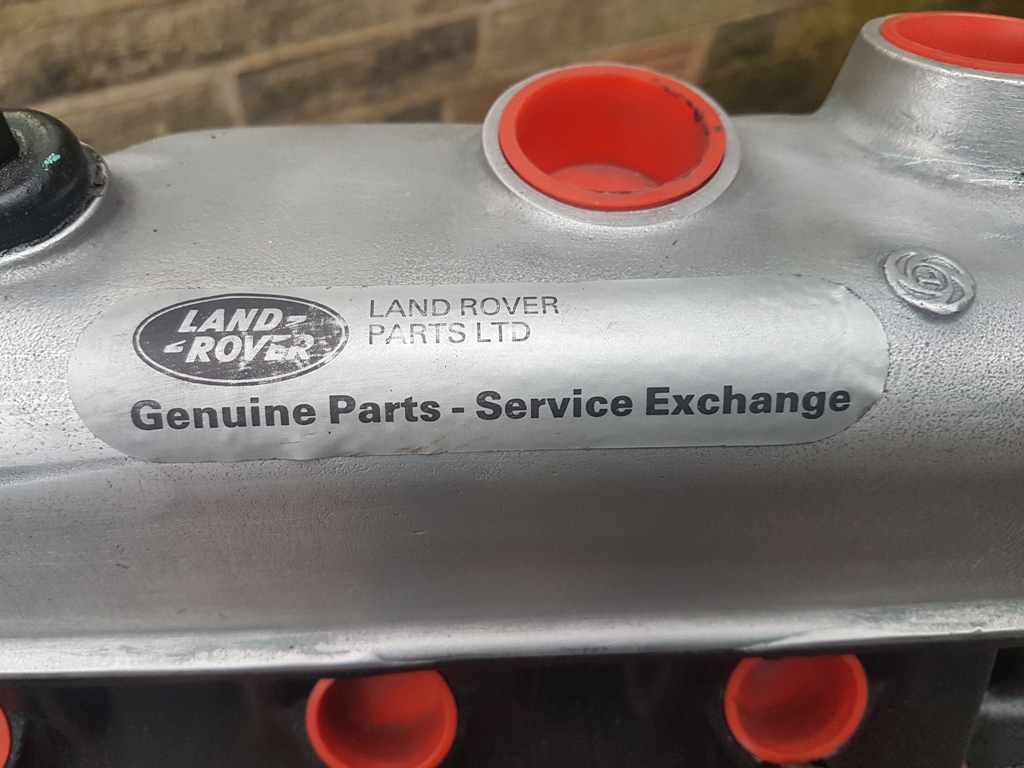 LAND-
-ROVER
LAND ROVER
PARTS LTD
Genuine Parts - Service Exchange